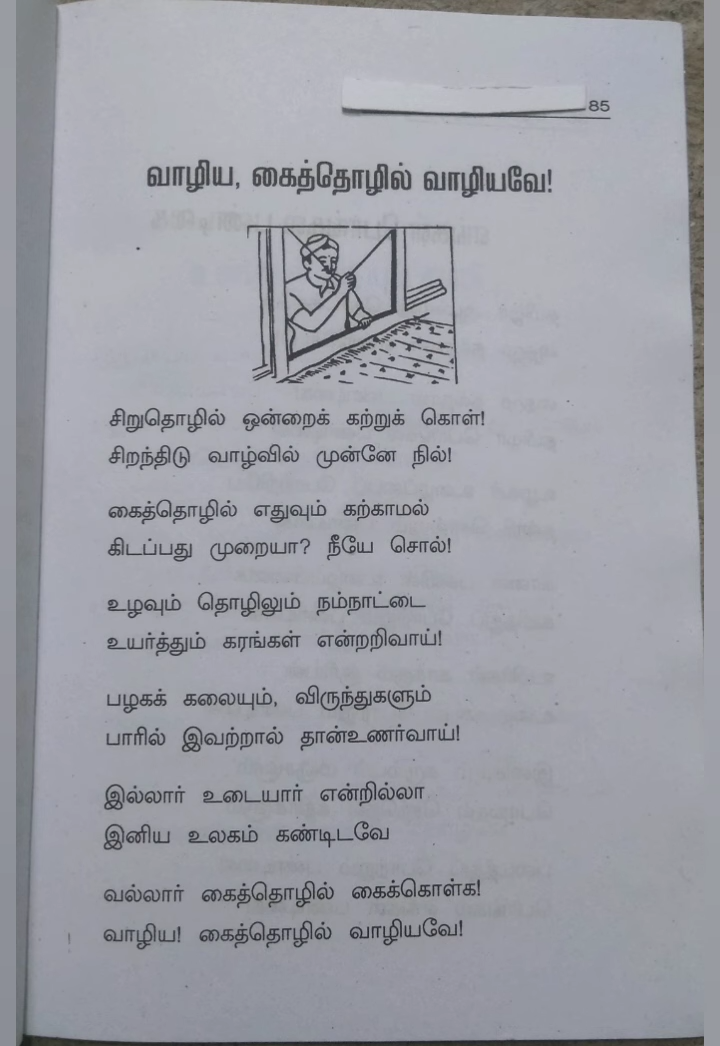 85
வாழிய, கைத்தொழில் வாழியவே!
சிறுதொழில் ஒன்றைக் கற்றுக் கொள்!
சிறந்திடு வாழ்வில் முன்னே நில்!
கைத்தொழில் எதுவும் கற்காமல்
கிடப்பது முறையா? நீயே சொல்!
உழவும் தொழிலும் நம்நாட்டை
உயர்த்தும் கரங்கள் என்றறிவாய்!
பழகக் கலையும், விருந்துகளும்
பாரில் இவற்றால் தான்உணர்வாய்!
இல்லார் உடையார் என்றில்லா
இனிய உலகம் கண்டிடவே
வல்லார் கைத்தொழில் கைக்கொள்க!
வாழிய! கைத்தொழில் வாழியவே!